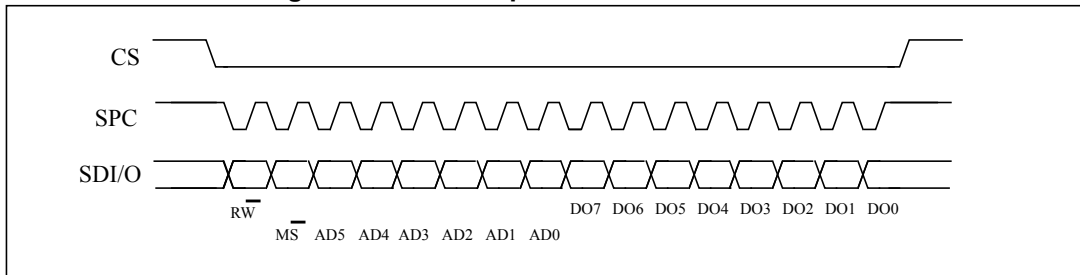 CS
SPC
SDI/O
RW
DO7 DO6 DO5 DO4 DO3 DO2 DO1 DO0
MS AD5 AD4 AD3 AD2 AD1 AD0